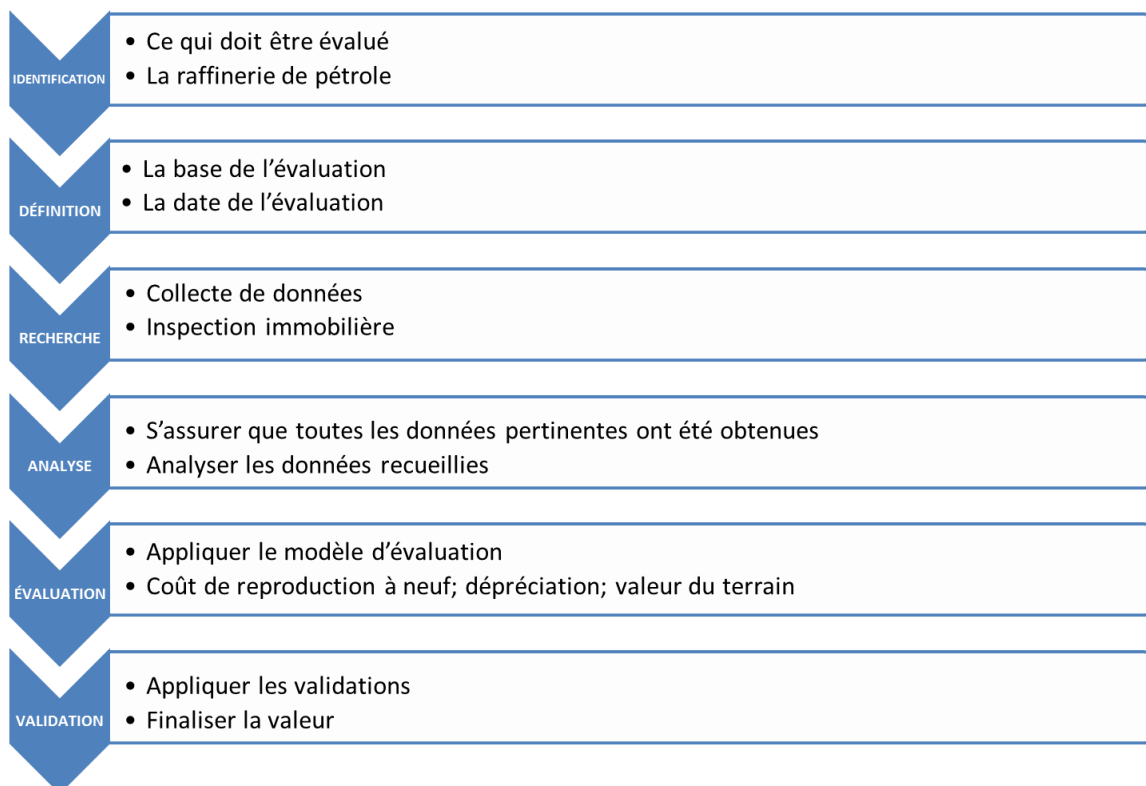 IDENTIFICATION
• Ce qui doit être évalué
• La raffinerie de pétrole
DÉFINITION
• La base de l’évaluation
• La date de l’évaluation
RECHERCHE
• Collecte de données
• Inspection immobilière
ANALYSE
• S’assurer que toutes les données pertinentes ont été obtenues
• Analyser les données recueillies
ÉVALUATION
• Appliquer le modèle d’évaluation
• Coût de reproduction à neuf; dépréciation; valeur du terrain
VALIDATION
• Appliquer les validations
• Finaliser la valeur